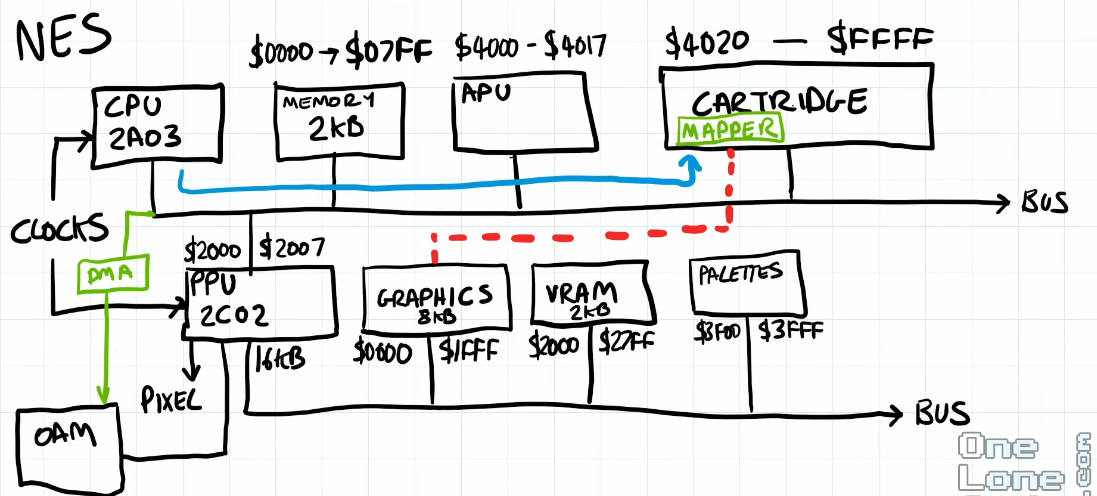 NES
$0000 → $07FF
$4000 - $4017
$4020 — $FFFF
CPU
2A03
MEMORY
2KB
APU
CARTRIDGE
MAPPER
BUS
CLOCKS
$2000
$2007
DMA
PPU
2C02
GRAPHICS
8KB
VRAM
2KB
PALETTES
$0000
$1FFF
$2000
$27FF
$3F00
$3FFF
16KB
PIXEL
OAM
BUS
One
Lone
.com